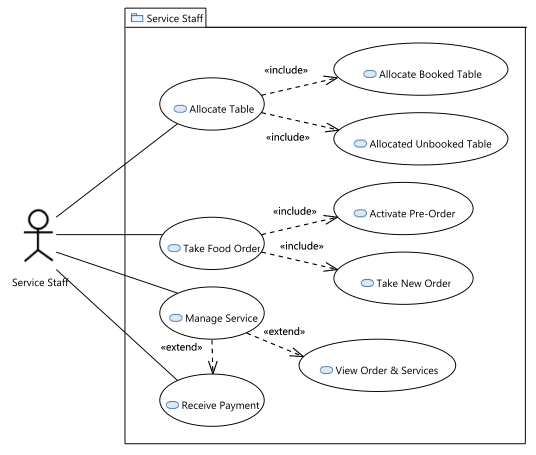 Service Staff
«include»
Allocate Booked Table
Allocate Table
«include»
Allocated Unbooked Table
«include»
Activate Pre-Order
Take Food Order
«include»
Take New Order
Service Staff
Manage Service
«extend»
«extend»
View Order & Services
Receive Payment